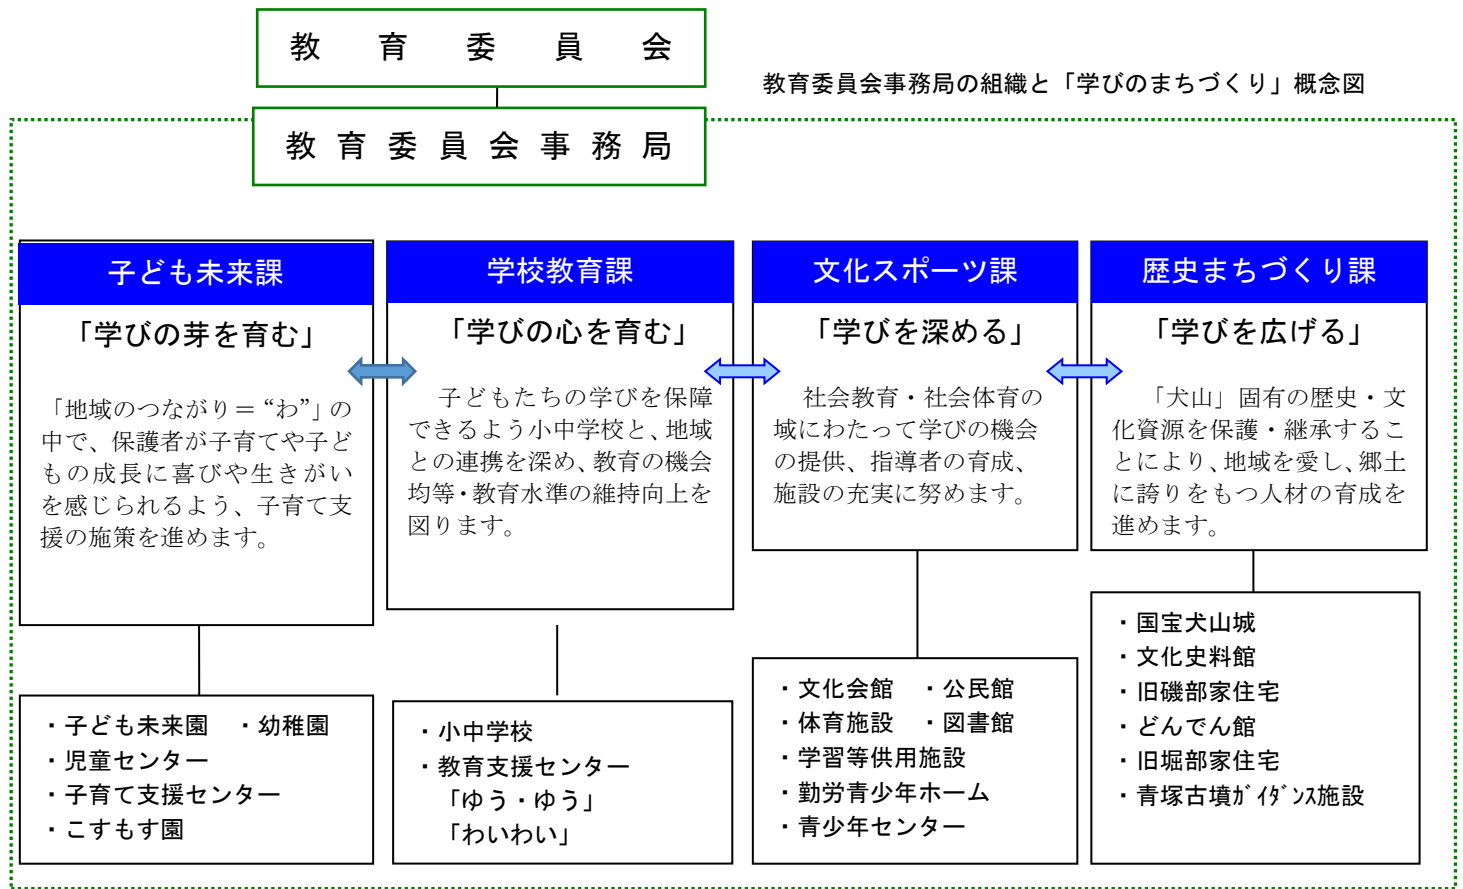 教育委員会
教育委員会事務局の組織と「学びのまちづくり」概念図
教育委員会事務局
子ども未来課
「学びの芽を育む」
「地域のつながり＝“わ”」の
中で、保護者が子育てや子ど
もの成長に喜びや生きがい
を感じられるよう、子育て支
援の施策を進めます。
・子ども未来園　・幼稚園
・児童センター
・子育て支援センター
・こすもす園
学校教育課
「学びの心を育む」
子どもたちの学びを保障
できるよう小中学校と、地域
との連携を深め、教育の機会
均等・教育水準の維持向上を
図ります。
・小中学校
・教育支援センター
「ゆう・ゆう」
「わいわい」
文化スポーツ課
「学びを深める」
社会教育・社会体育の
域にわたって学びの機会
の提供、指導者の育成、
施設の充実に努めます。
・文化会館　・公民館
・体育施設　・図書館
・学習等供用施設
・勤労青少年ホーム
・青少年センター
歴史まちづくり課
「学びを広げる」
「犬山」固有の歴史・文
化資源を保護・継承するこ
とにより、地域を愛し、郷土
に誇りをもつ人材の育成を
進めます。
・国宝犬山城
・文化史料館
・旧磯部家住宅
・どんでん館
・旧堀部家住宅
・青塚古墳ｶﾞｲﾀﾞﾝｽ施設